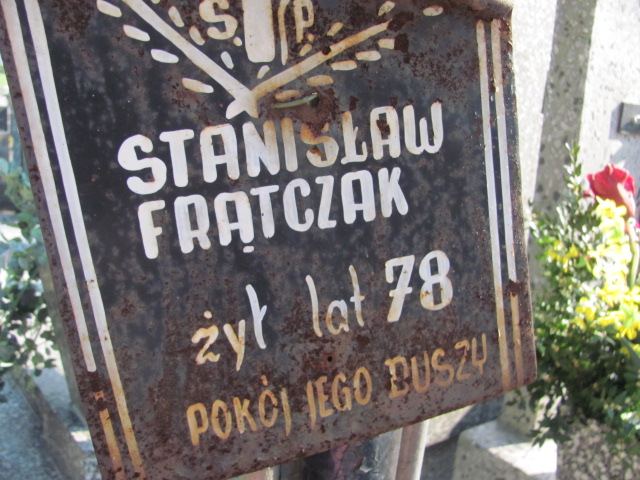 Ś P
STANISŁAW
FRĄTCZAK
żył lat 78
POKÓJ JEGO DUSZY